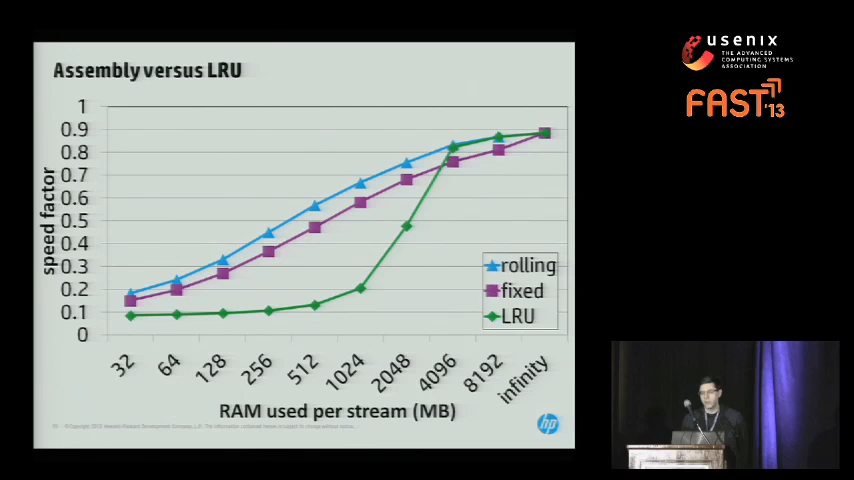 usenix
THE ADVANCED
COMPUTING SYSTEMS
ASSOCIATION
FAST '13
Assembly versus LRU
1
0.9
0.8
0.7
0.6
0.5
0.4
0.3
0.2
0.1
0
speed factor
rolling
fixed
LRU
32
64
128
256
512
1024
2048
4096
8192
infinity
RAM used per stream (MB)
hp